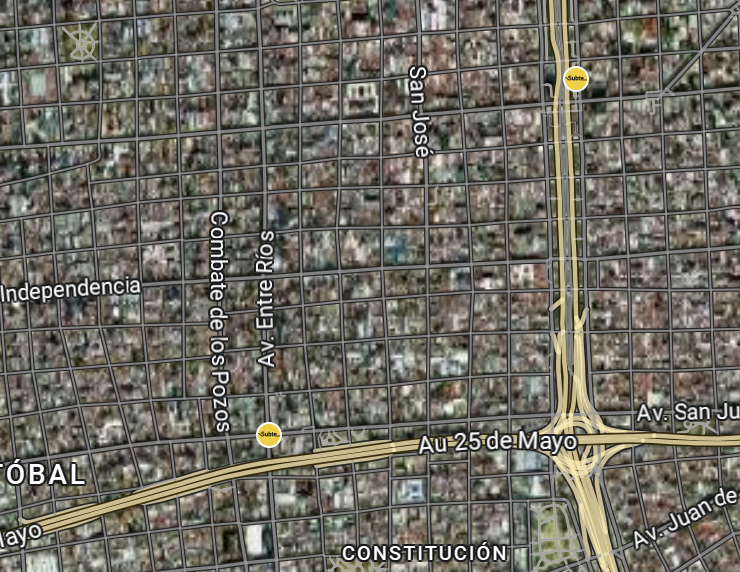 Subte
San José
Combate de los Pozos
Av. Entre Ríos
Independencia
Av. San Ju
Subte
Au 25 de Mayo
TÓBAL
Mayo
Av. Juan de
CONSTITUCIÓN